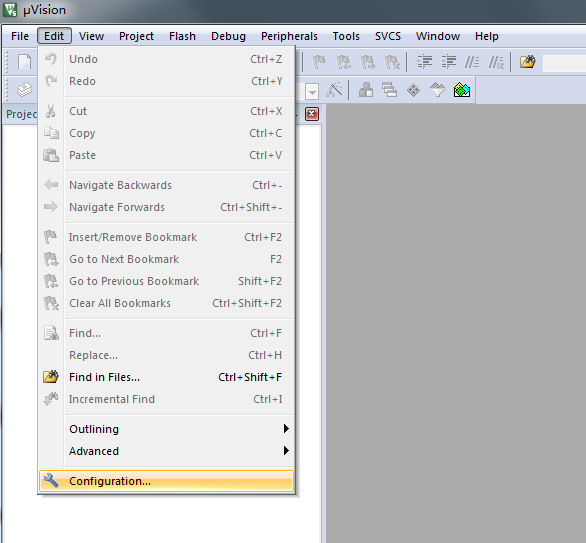 μVision
File Edit View Project Flash Debug Peripherals Tools SVCS Window Help
Undo Ctrl+Z
Redo Ctrl+Y
Cut Ctrl+X
Projec
Copy Ctrl+C
Paste Ctrl+V
Navigate Backwards Ctrl+-
Navigate Forwards Ctrl+Shift+-
Insert/Remove Bookmark Ctrl+F2
Go to Next Bookmark F2
Go to Previous Bookmark Shift+F2
Clear All Bookmarks Ctrl+Shift+F2
Find... Ctrl+F
Replace... Ctrl+H
Find in Files... Ctrl+Shift+F
Incremental Find Ctrl+I
Outlining
Advanced
Configuration...